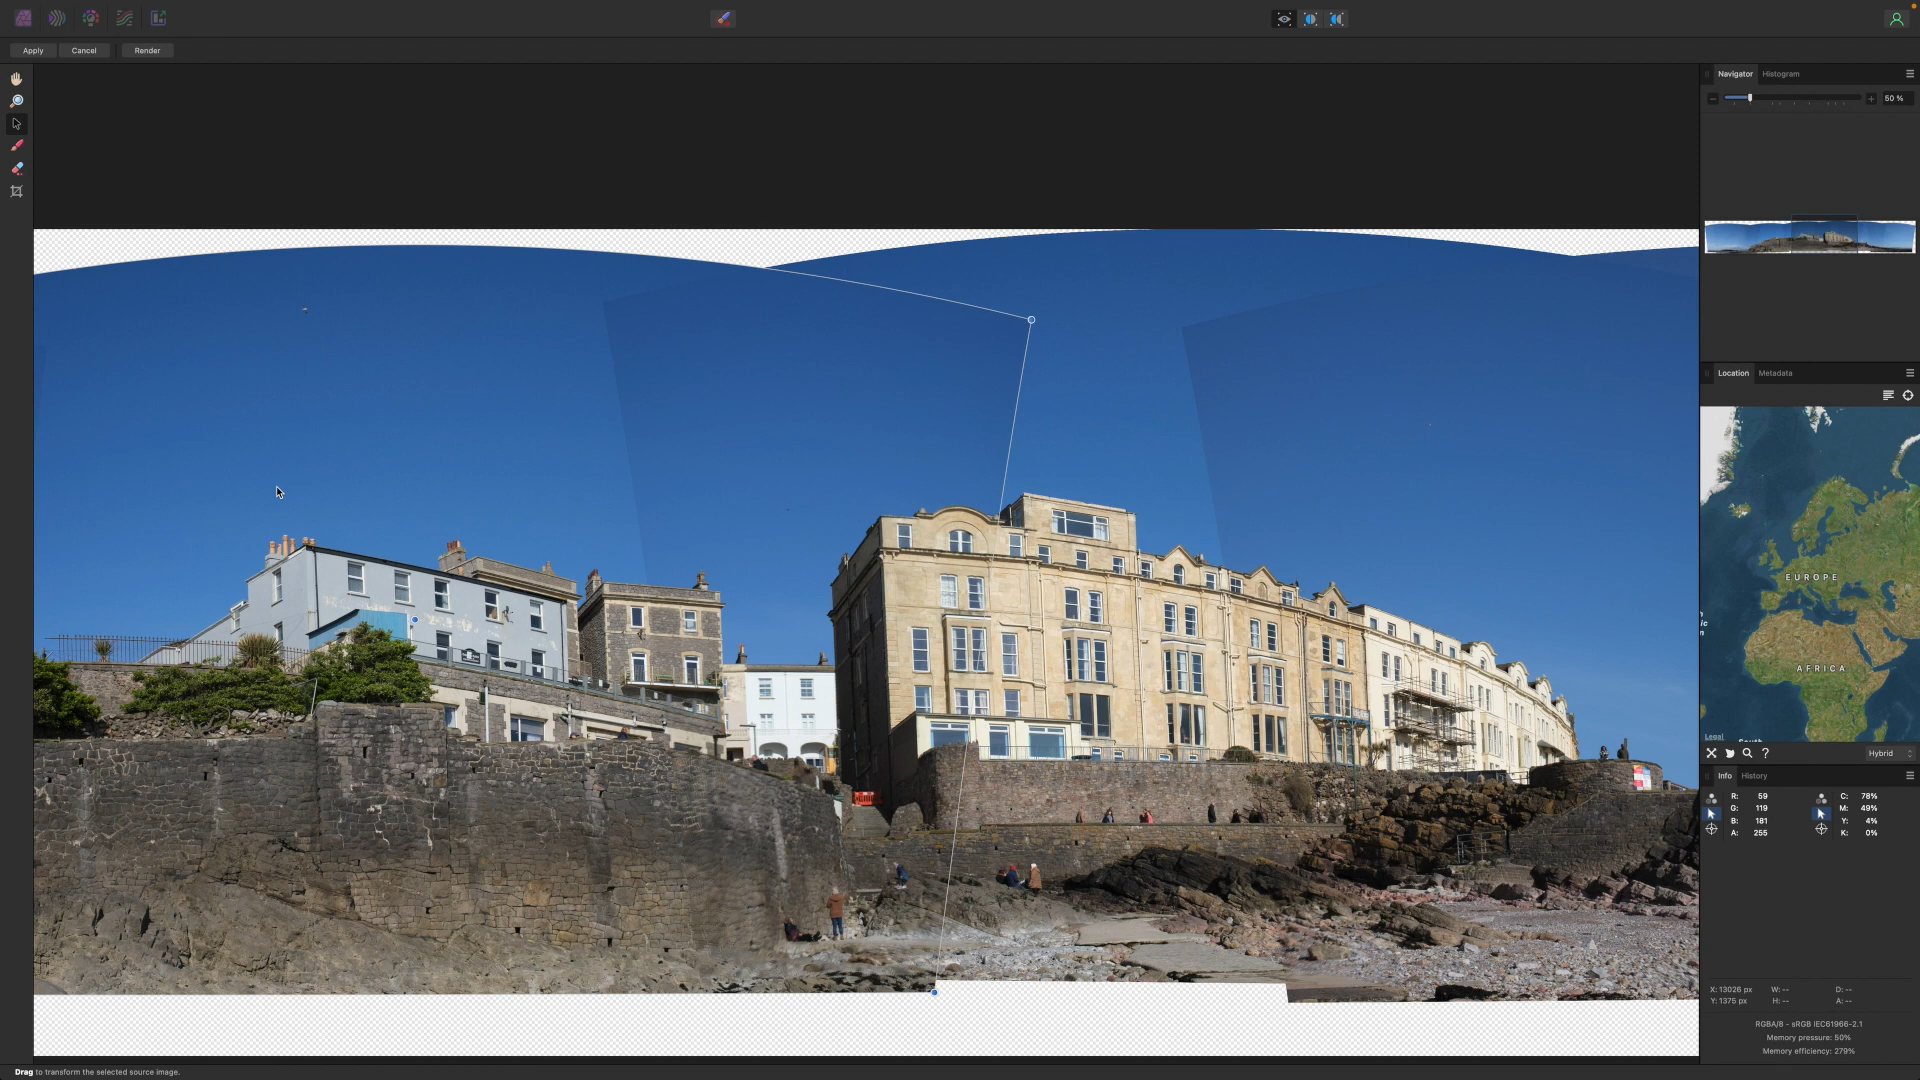 Apply Cancel Render
Navigator Histogram
50 %
Location Metadata
EUROPE
AFRICA
Legal
South
Hybrid
Info History
R: 59 C: 78%
G: 119 M: 49%
B: 181 Y: 4%
A: 255 K: 0%
X: 13026 px W: -- D: --
Y: 1375 px H: -- A: --
RGBA/8 - sRGB IEC61966-2.1
Memory pressure: 50%
Memory efficiency: 279%
Drag to transform the selected source image.